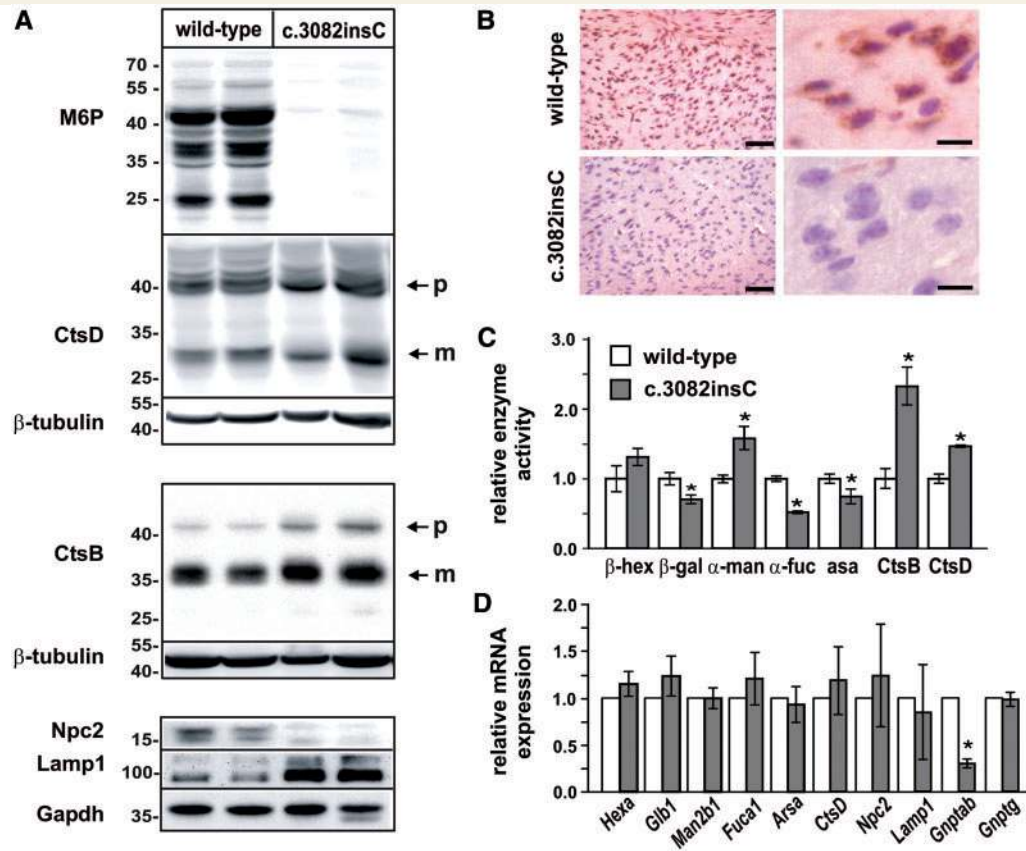 A
wild-type c.3082insC
M6P
70 -
55 -
40 -
35 -
25 -
CtsD
40-
35-
25-
p
m
β-tubulin
55-
40-
CtsB
40-
35-
25-
p
m
β-tubulin
55-
40-
Npc2
15-
Lamp1
100-
Gapdh
35-
B
wild-type
c.3082insC
C
relative enzyme
activity
3.0
2.0
1.0
0.0
wild-type
c.3082insC
* * * * * *
β-hex β-gal α-man α-fuc asa CtsB CtsD
D
relative mRNA
expression
2.0
1.5
1.0
0.5
0.0
*
Hexa Glb1 Man2b1 Fuca1 Arsa CtsD Npc2 Lamp1 Gnptab Gnptg